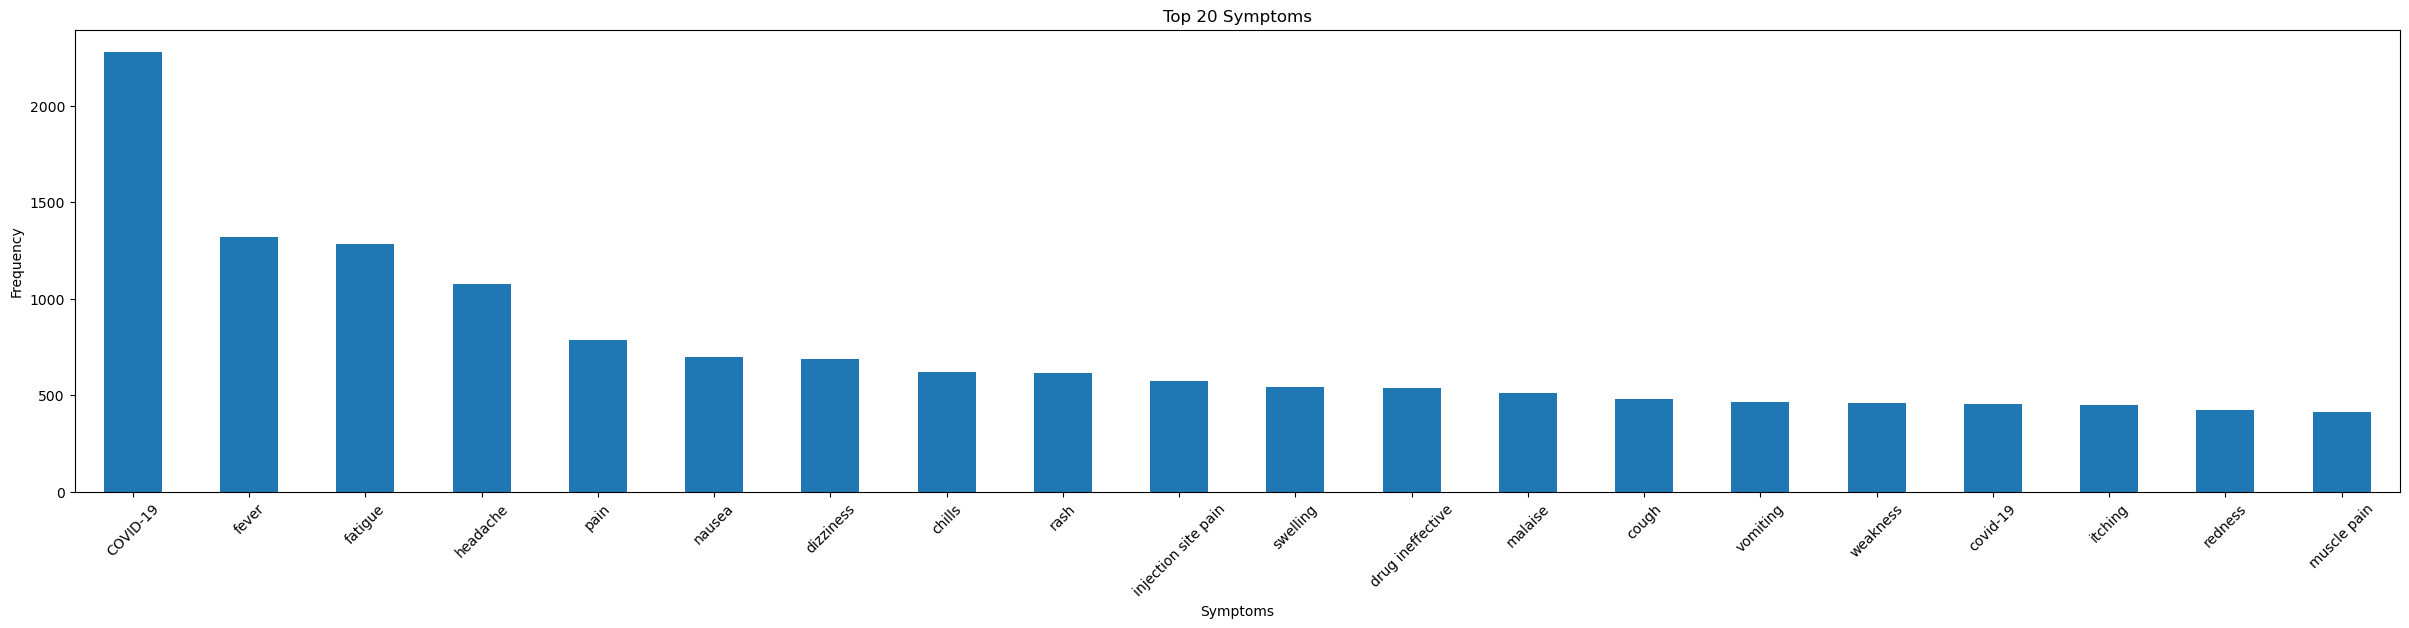 Top 20 Symptoms
Frequency
2000
1500
1000
500
0
COVID-19
fever
fatigue
headache
pain
nausea
dizziness
chills
rash
injection site pain
swelling
drug ineffective
malaise
cough
vomiting
weakness
covid-19
itching
redness
muscle pain
Symptoms